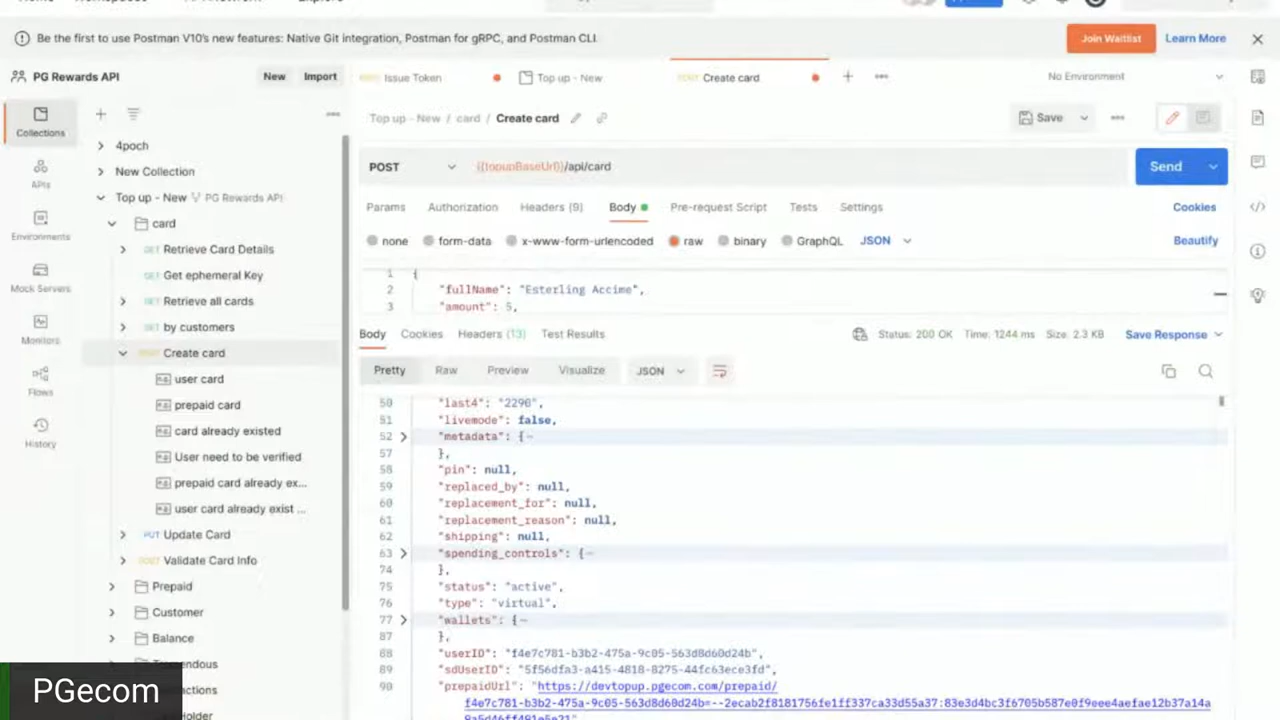 Be the first to use Postman V10's new features: Native Git integration, Postman for gRPC, and Postman CLI.
Join Waitlist
Learn More
PG Rewards API
New
Import
Issue Token
Top up - New
Create card
No Environment
Collections
APIs
Environments
Mock Servers
Monitors
Flows
History
4poch
New Collection
Top up - New
PG Rewards API
card
GET Retrieve Card Details
GET Get ephemeral Key
GET Retrieve all cards
GET by customers
Create card
user card
prepaid card
card already existed
User need to be verified
prepaid card already ex...
user card already exist ...
PUT Update Card
POST Validate Card Info
Prepaid
Customer
Balance
Top up - New / card / Create card
Save
POST
{{topupBaseUrl}}/api/card
Send
Params
Authorization
Headers (9)
Body
Pre-request Script
Tests
Settings
Cookies
none
form-data
x-www-form-urlencoded
raw
binary
GraphQL
JSON
Beautify
1 {
2 "fullName": "Esterling Accime",
3 "amount": 5,
Body
Cookies
Headers (13)
Test Results
Status: 200 OK
Time: 1244 ms
Size: 2.3 KB
Save Response
Pretty
Raw
Preview
Visualize
JSON
50 "last4": "2290",
51 "livemode": false,
52 "metadata": {
57 },
58 "pin": null,
59 "replaced_by": null,
60 "replacement_for": null,
61 "replacement_reason": null,
62 "shipping": null,
63 "spending_controls": {
74 },
75 "status": "active",
76 "type": "virtual",
77 "wallets": {
87 },
88 "userID": "f4e7c781-b3b2-475a-9c05-563d8d60d24b",
89 "sdUserID": "5f56dfa3-a415-4818-8275-44fc63ece3fd",
90 "prepaidUrl": "https://devtopup.pgecom.com/prepaid/
f4e7c781-b3b2-475a-9c05-563d8d60d24b=--2ecab2f8181756fe1ff337ca33d55a37:83e3d4bc3f6705b587e0f9eee4aefae12b37a14a
PGecom